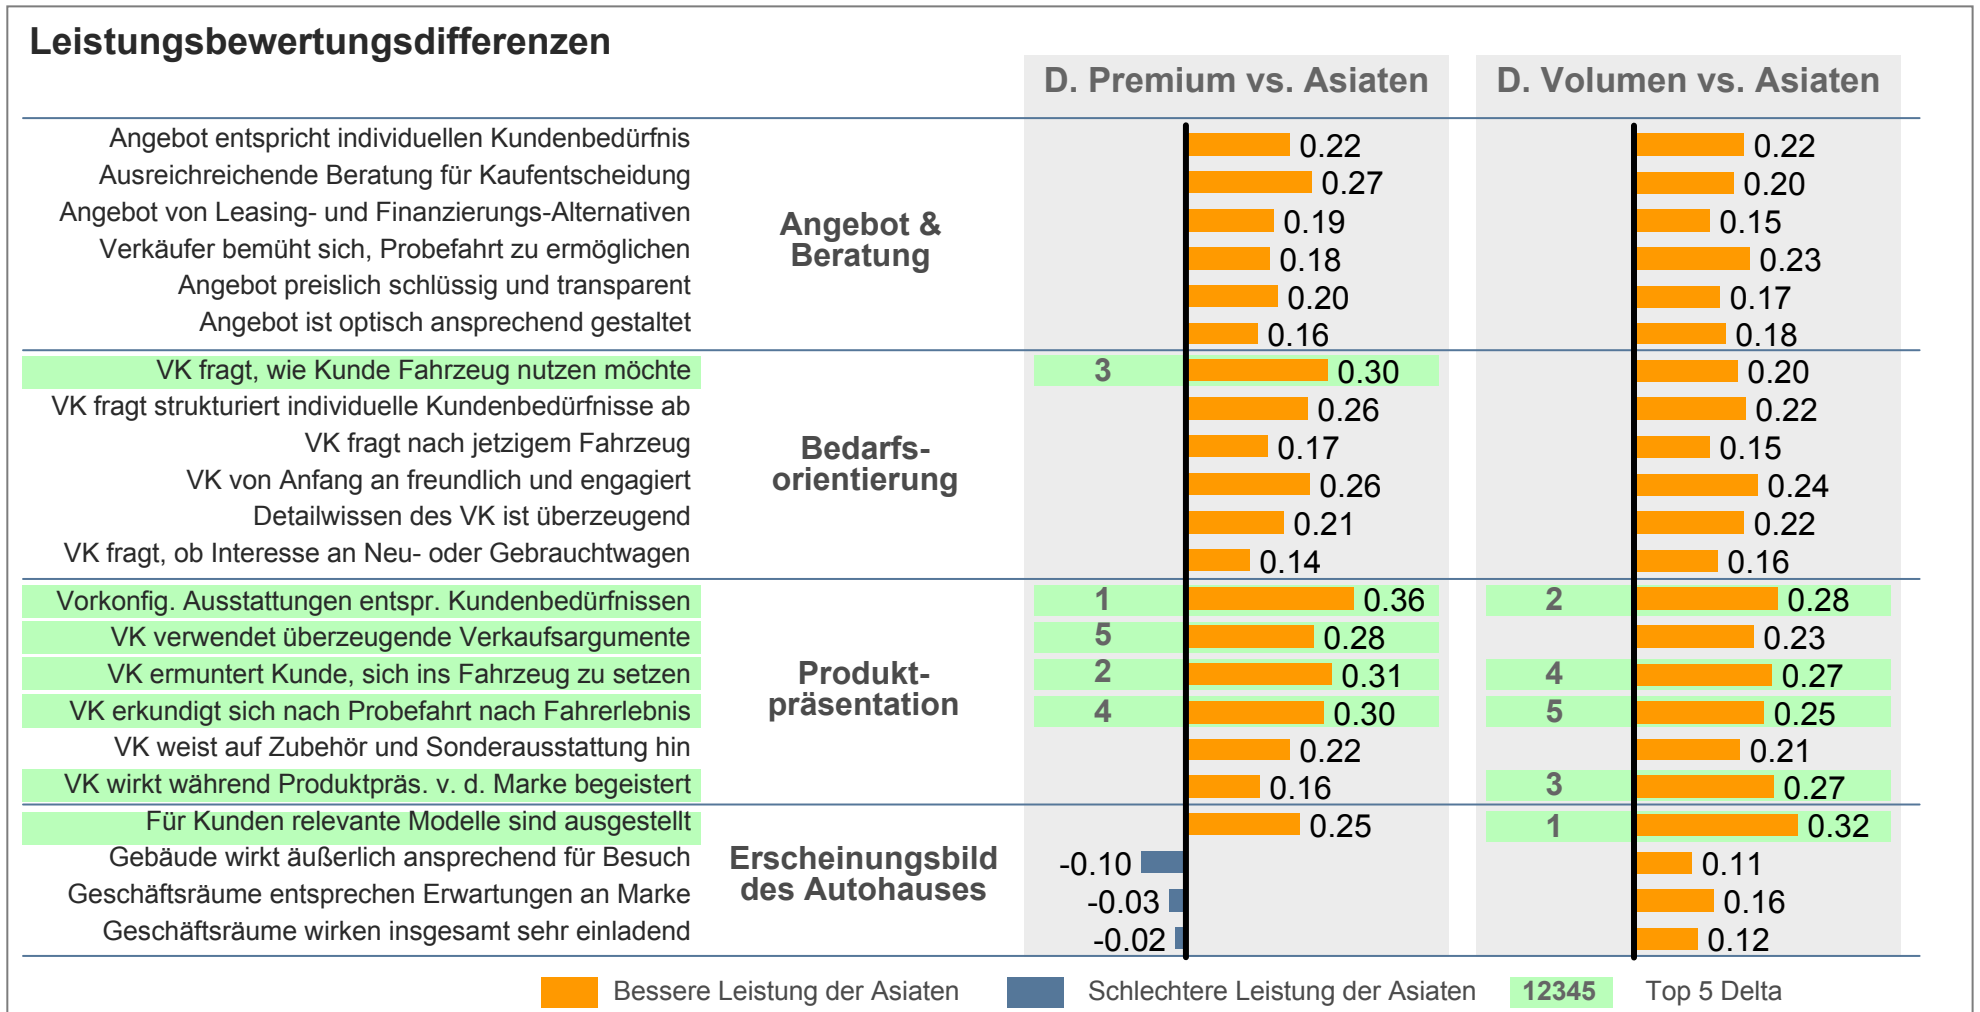 Leistungsbewertungsdifferenzen
D. Premium vs. Asiaten
D. Volumen vs. Asiaten
Angebot & Beratung
Angebot entspricht individuellen Kundenbedürfnis 0.22 0.22
Ausreichreichende Beratung für Kaufentscheidung 0.27 0.20
Angebot von Leasing- und Finanzierungs-Alternativen 0.19 0.15
Verkäufer bemüht sich, Probefahrt zu ermöglichen 0.18 0.23
Angebot preislich schlüssig und transparent 0.20 0.17
Angebot ist optisch ansprechend gestaltet 0.16 0.18
Bedarfs-
orientierung
VK fragt, wie Kunde Fahrzeug nutzen möchte 3 0.30 0.20
VK fragt strukturiert individuelle Kundenbedürfnisse ab 0.26 0.22
VK fragt nach jetzigem Fahrzeug 0.17 0.15
VK von Anfang an freundlich und engagiert 0.26 0.24
Detailwissen des VK ist überzeugend 0.21 0.22
VK fragt, ob Interesse an Neu- oder Gebrauchtwagen 0.14 0.16
Produkt-
präsentation
Vorkonfig. Ausstattungen entspr. Kundenbedürfnissen 1 0.36 2 0.28
VK verwendet überzeugende Verkaufsargumente 5 0.28 0.23
VK ermuntert Kunde, sich ins Fahrzeug zu setzen 2 0.31 4 0.27
VK erkundigt sich nach Probefahrt nach Fahrerlebnis 4 0.30 5 0.25
VK weist auf Zubehör und Sonderausstattung hin 0.22 0.21
VK wirkt während Produktpräs. v. d. Marke begeistert 0.16 3 0.27
Erscheinungsbild
des Autohauses
Für Kunden relevante Modelle sind ausgestellt 0.25 1 0.32
Gebäude wirkt äußerlich ansprechend für Besuch -0.10 0.11
Geschäftsräume entsprechen Erwartungen an Marke -0.03 0.16
Geschäftsräume wirken insgesamt sehr einladend -0.02 0.12
Bessere Leistung der Asiaten
Schlechtere Leistung der Asiaten
12345 Top 5 Delta